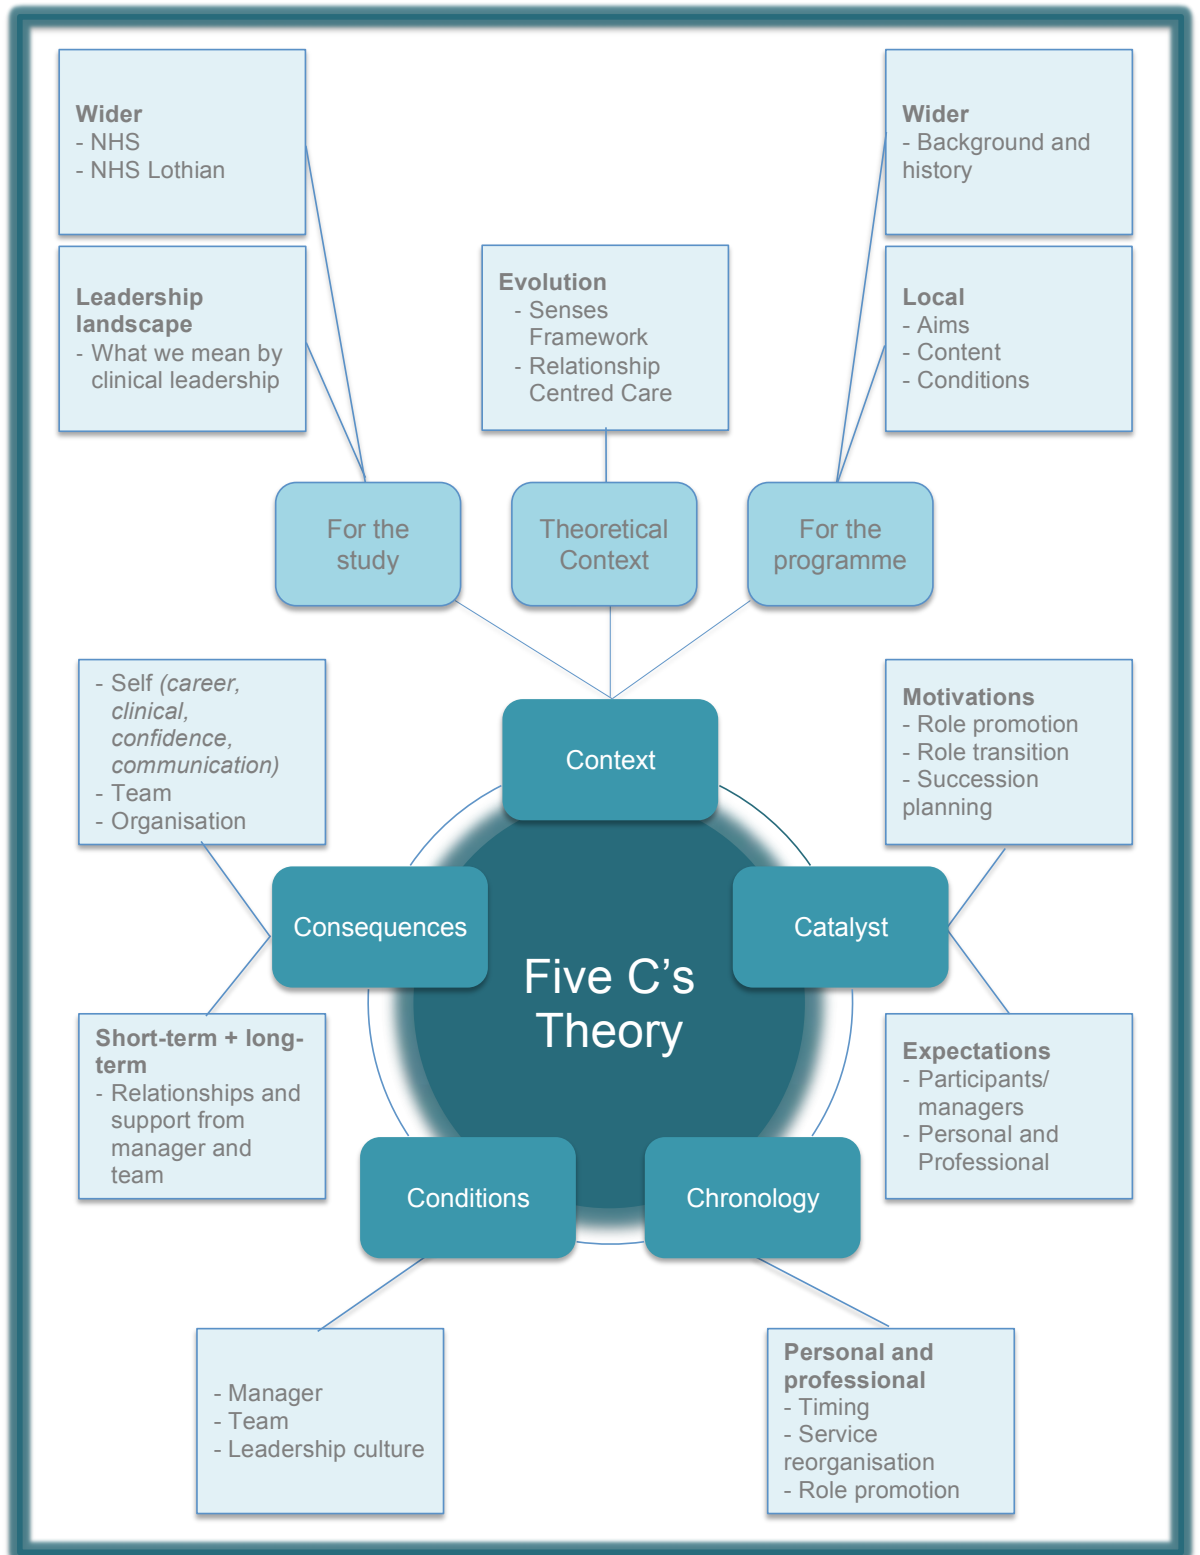 Wider
- NHS
- NHS Lothian
Wider
- Background and
history
Leadership
landscape
- What we mean by
clinical leadership
Evolution
- Senses
Framework
- Relationship
Centred Care
Local
- Aims
- Content
- Conditions
For the
study
Theoretical
Context
For the
programme
- Self (career,
clinical,
confidence,
communication)
- Team
- Organisation
Context
Motivations
- Role promotion
- Role transition
- Succession
planning
Consequences
Catalyst
Five C's
Theory
Short-term + long-
term
- Relationships and
support from
manager and
team
Expectations
- Participants/
managers
- Personal and
Professional
Conditions
Chronology
- Manager
- Team
- Leadership culture
Personal and
professional
- Timing
- Service
reorganisation
- Role promotion